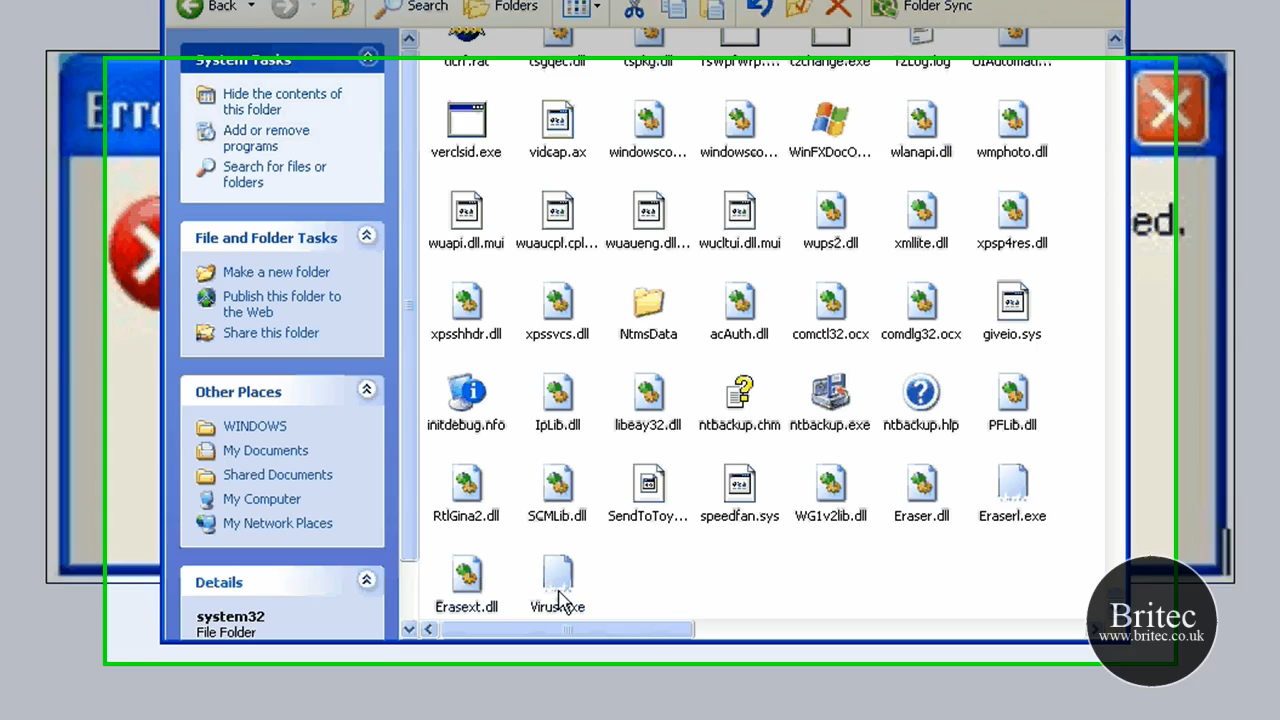 Back
Search
Folders
Folder Sync
System Tasks
Hide the contents of
this folder
Add or remove
programs
Search for files or
folders
File and Folder Tasks
Make a new folder
Publish this folder to
the Web
Share this folder
Other Places
WINDOWS
My Documents
Shared Documents
My Computer
My Network Places
Details
system32
File Folder
ticrf.rat
tsgqec.dll
tspkg.dll
tswpfwrp....
tzchange.exe
TZLog.log
UIAutomati...
verclsid.exe
vidcap.ax
windowsco...
windowsco...
WinFXDocO...
wlanapi.dll
wmphoto.dll
wuapi.dll.mui
wuaucpl.cpl...
wuaueng.dll...
wucltui.dll.mui
wups2.dll
xmllite.dll
xpsp4res.dll
xpsshhdr.dll
xpssvcs.dll
NtmsData
acAuth.dll
comctl32.ocx
comdlg32.ocx
giveio.sys
initdebug.nfo
IpLib.dll
libeay32.dll
ntbackup.chm
ntbackup.exe
ntbackup.hlp
PFLib.dll
RtlGina2.dll
SCMLib.dll
SendToToy...
speedfan.sys
WG1v2lib.dll
Eraser.dll
Eraserl.exe
Erasext.dll
Virus.exe
Erro
ed.
Britec
www.britec.co.uk